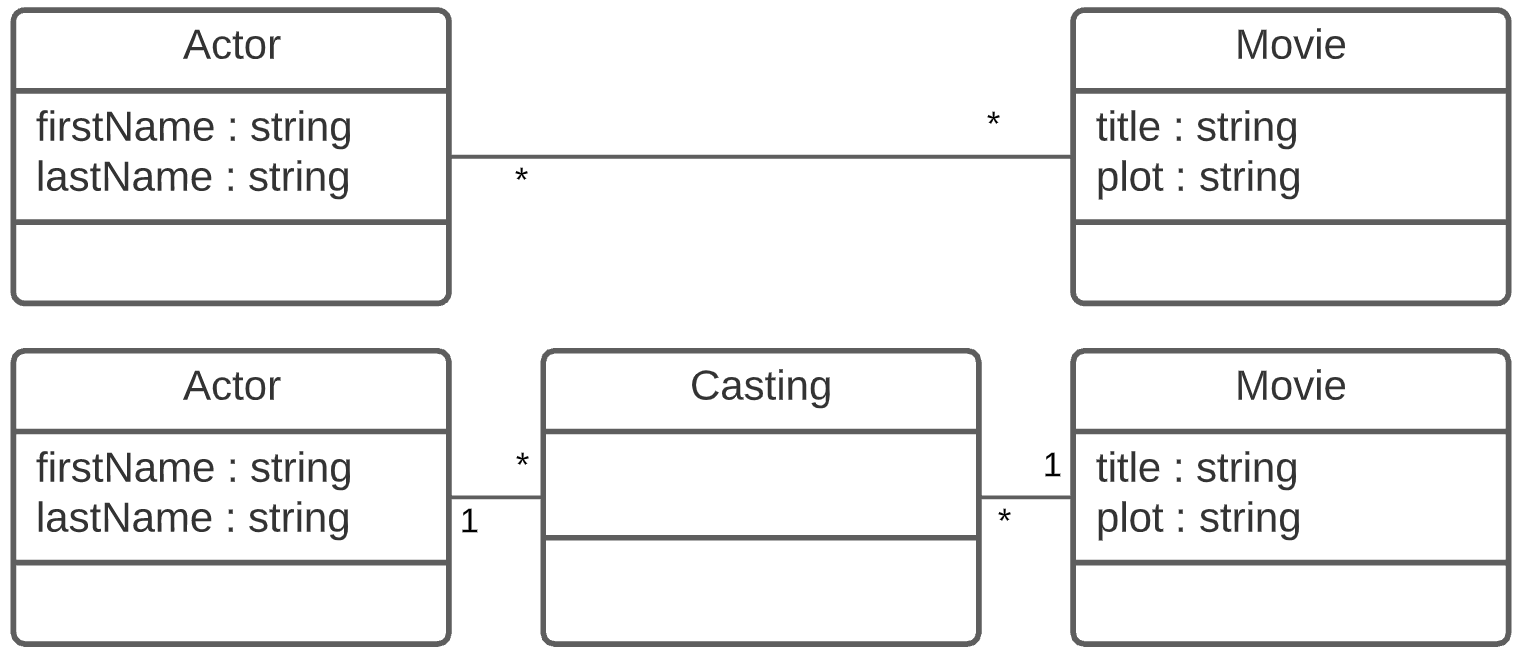 Actor
firstName : string
lastName : string
*
*
Movie
title : string
plot : string
Actor
firstName : string
lastName : string
*
1
Casting
1
*
Movie
title : string
plot : string